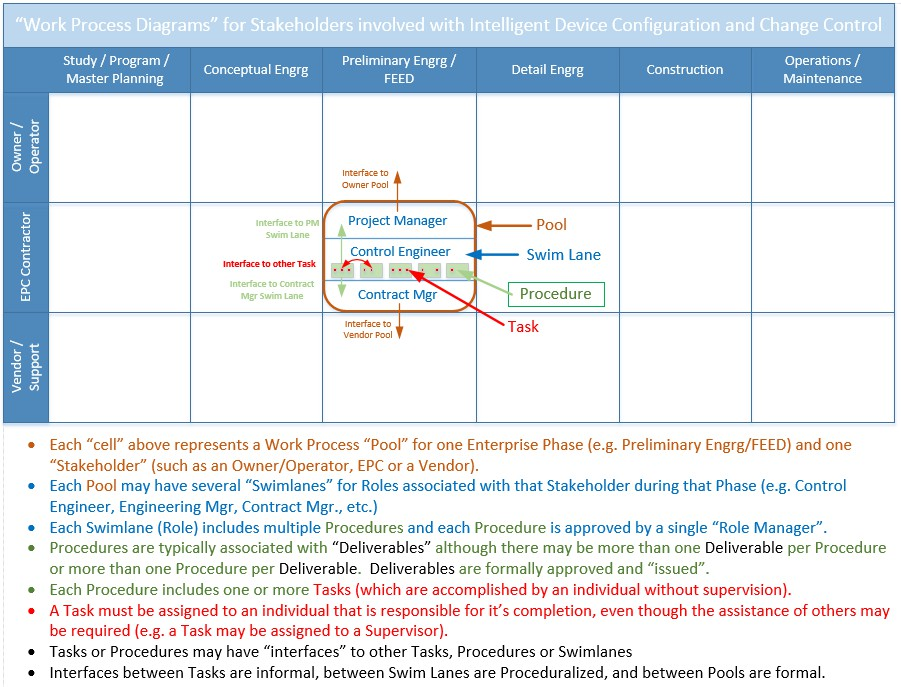 “Work Process Diagrams” for Stakeholders involved with Intelligent Device Configuration and Change Control
Study / Program /
Master Planning
Conceptual Engrg
Preliminary Engrg /
FEED
Detail Engrg
Construction
Operations /
Maintenance
Owner /
Operator
Interface to
Owner Pool
EPC Contractor
Interface to PM
Swim Lane
Project Manager
Pool
Control Engineer
Swim Lane
Interface to other Task
Interface to Contract
Mgr Swim Lane
Contract Mgr
Procedure
Interface to
Vendor Pool
Task
Vendor /
Support
• Each “cell” above represents a Work Process “Pool” for one Enterprise Phase (e.g. Preliminary Engrg/FEED) and one
“Stakeholder” (such as an Owner/Operator, EPC or a Vendor).
• Each Pool may have several “Swimlanes” for Roles associated with that Stakeholder during that Phase (e.g. Control
Engineer, Engineering Mgr, Contract Mgr., etc.)
• Each Swimlane (Role) includes multiple Procedures and each Procedure is approved by a single “Role Manager”.
• Procedures are typically associated with “Deliverables” although there may be more than one Deliverable per Procedure
or more than one Procedure per Deliverable.  Deliverables are formally approved and “issued”.
• Each Procedure includes one or more Tasks (which are accomplished by an individual without supervision).
• A Task must be assigned to an individual that is responsible for it’s completion, even though the assistance of others may
be required (e.g. a Task may be assigned to a Supervisor).
• Tasks or Procedures may have “interfaces” to other Tasks, Procedures or Swimlanes
• Interfaces between Tasks are informal, between Swim Lanes are Proceduralized, and between Pools are formal.